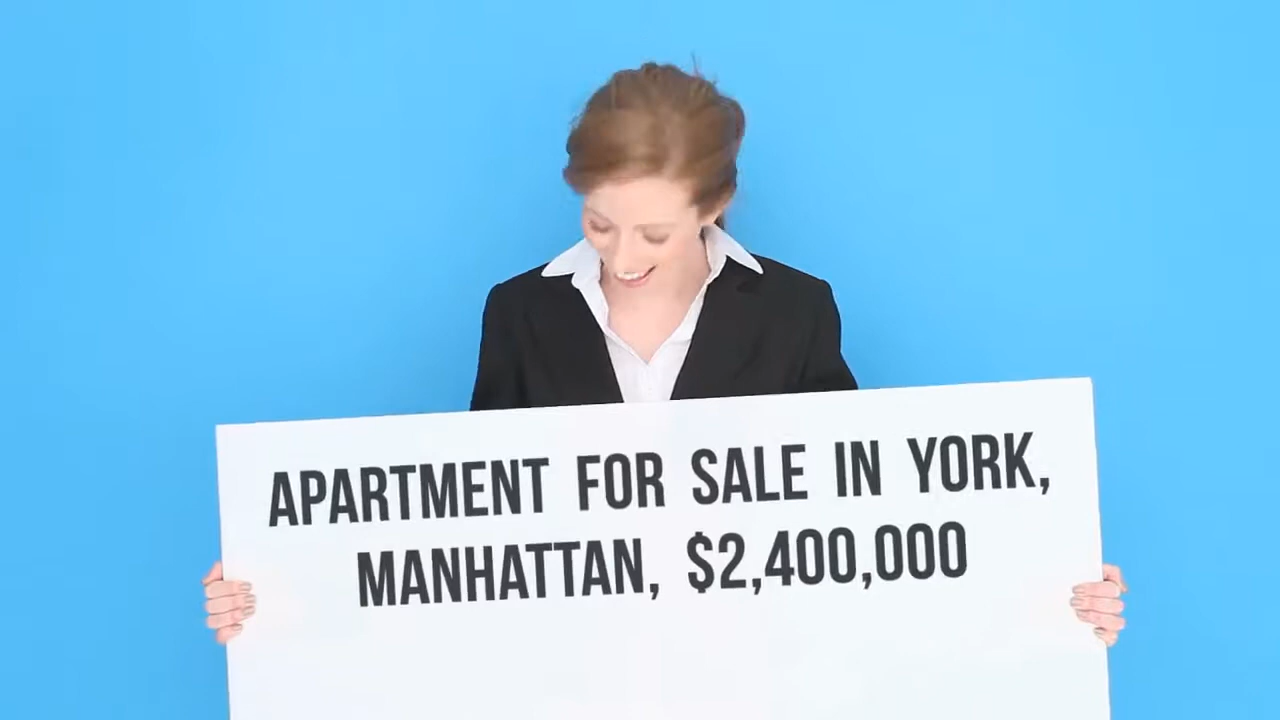 APARTMENT FOR SALE IN YORK,
MANHATTAN, $2,400,000